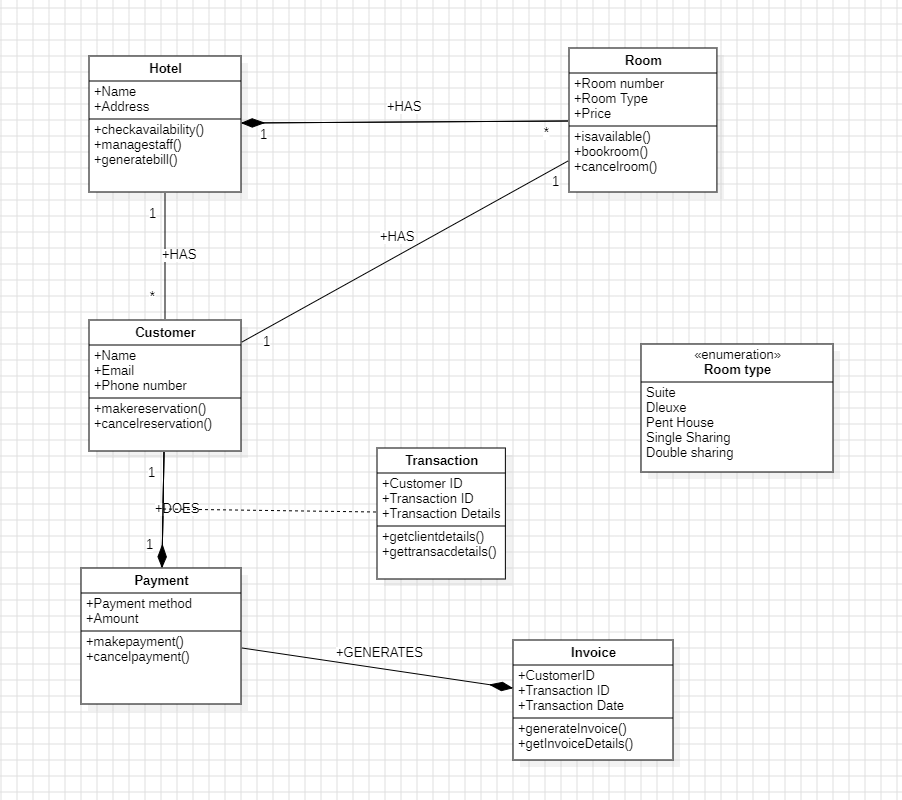 Hotel
+Name
+Address
+checkavailability()
+managestaff()
+generatebill()
+HAS
1
*
Room
+Room number
+Room Type
+Price
+isavailable()
+bookroom()
+cancelroom()
1
+HAS
*
1
+HAS
1
Customer
+Name
+Email
+Phone number
+makereservation()
+cancelreservation()
«enumeration»
Room type
Suite
Dleuxe
Pent House
Single Sharing
Double sharing
1
+DOES
1
Transaction
+Customer ID
+Transaction ID
+Transaction Details
+getclientdetails()
+gettransacdetails()
Payment
+Payment method
+Amount
+makepayment()
+cancelpayment()
+GENERATES
Invoice
+CustomerID
+Transaction ID
+Transaction Date
+generateInvoice()
+getInvoiceDetails()